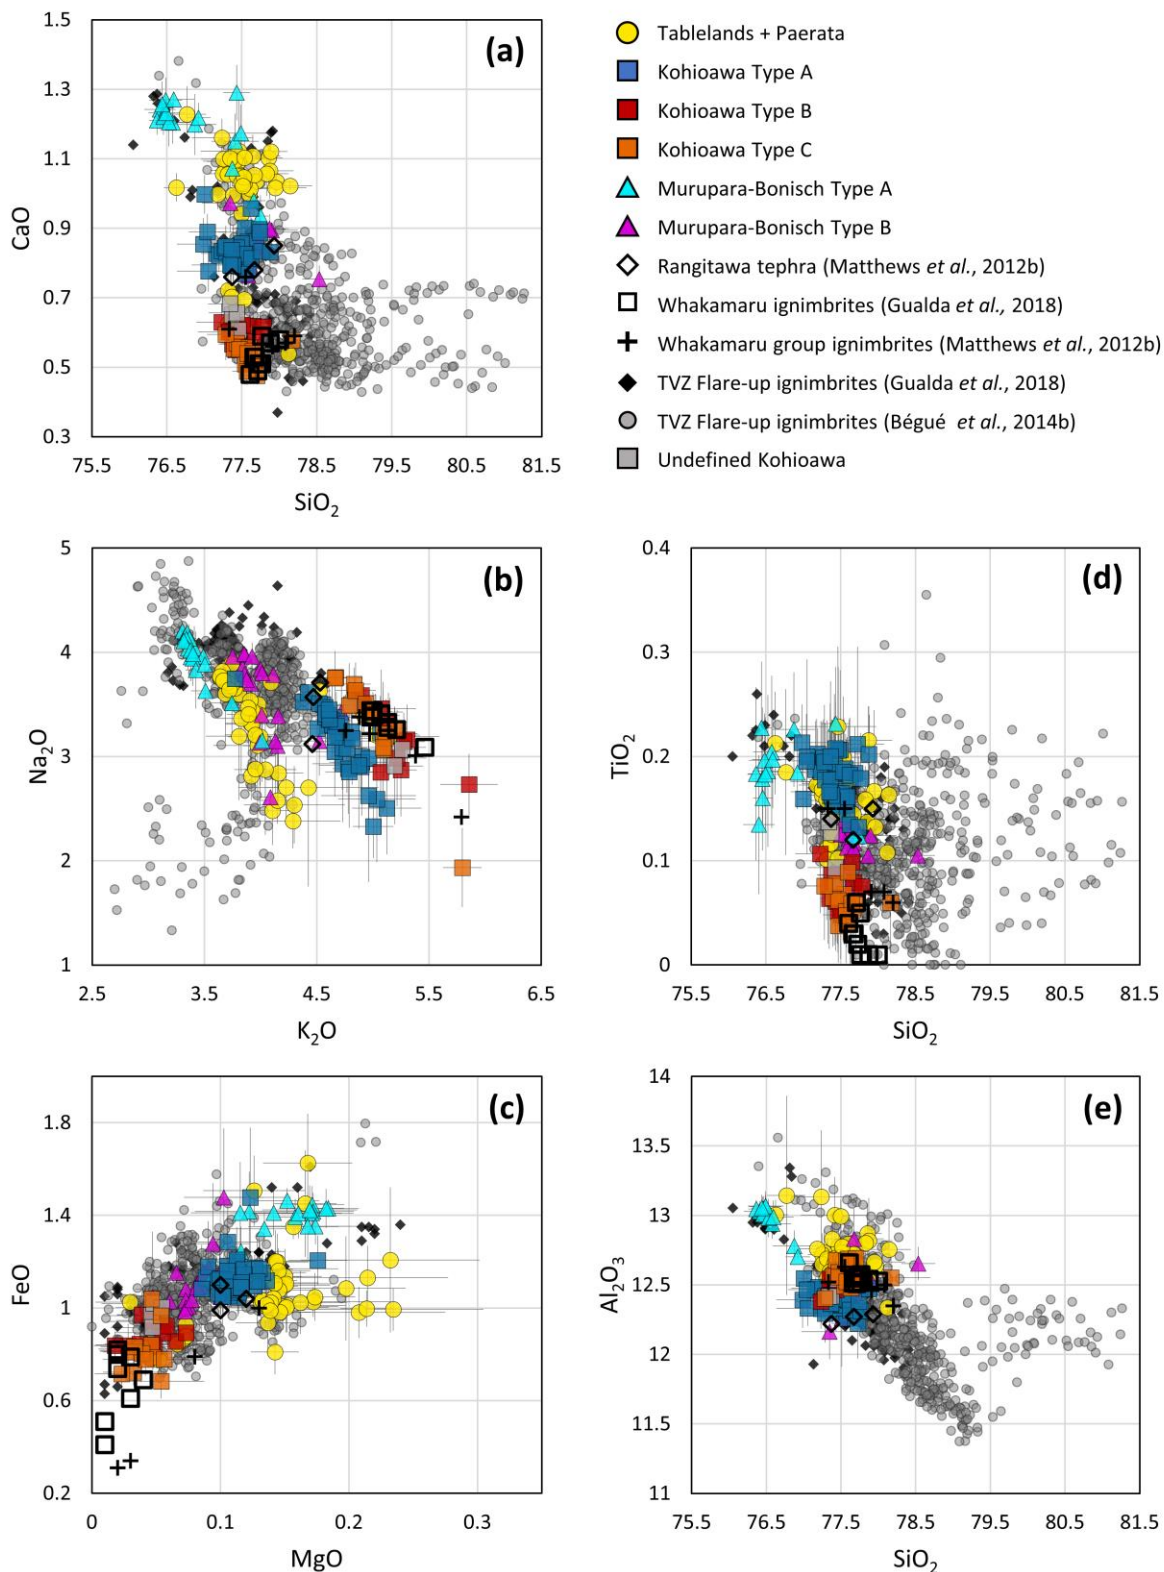 1.5
1.3
1.1
0.9
0.7
0.5
0.3
CaO
(a)
75.5 76.5 77.5 78.5 79.5 80.5 81.5
SiO₂
Tablelands + Paerata
Kohioawa Type A
Kohioawa Type B
Kohioawa Type C
Murupara-Bonisch Type A
Murupara-Bonisch Type B
Rangitawa tephra (Matthews et al., 2012b)
Whakamaru ignimbrites (Gualda et al., 2018)
Whakamaru group ignimbrites (Matthews et al., 2012b)
TVZ Flare-up ignimbrites (Gualda et al., 2018)
TVZ Flare-up ignimbrites (Bégué et al., 2014b)
Undefined Kohioawa
5
4
3
2
1
Na₂O
(b)
2.5 3.5 4.5 5.5 6.5
K₂O
0.4
0.3
0.2
0.1
0
TiO₂
(d)
75.5 76.5 77.5 78.5 79.5 80.5 81.5
SiO₂
1.8
1.4
1
0.6
0.2
FeO
(c)
0 0.1 0.2 0.3
MgO
14
13.5
13
12.5
12
11.5
11
Al₂O₃
(e)
75.5 76.5 77.5 78.5 79.5 80.5 81.5
SiO₂